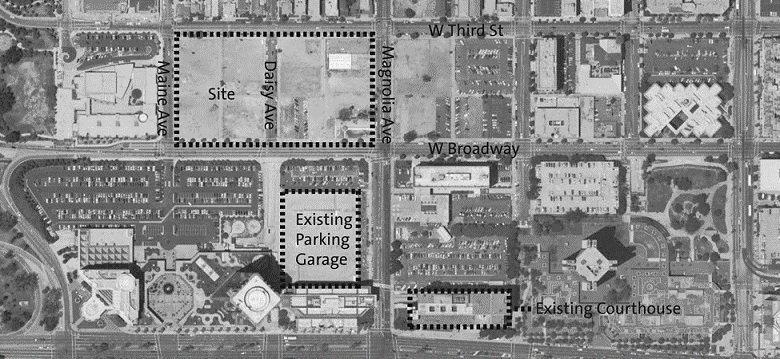 W Third St
Maine Ave
Site
Daisy Ave
Magnolia Ave
W Broadway
Existing
Parking
Garage
Existing Courthouse